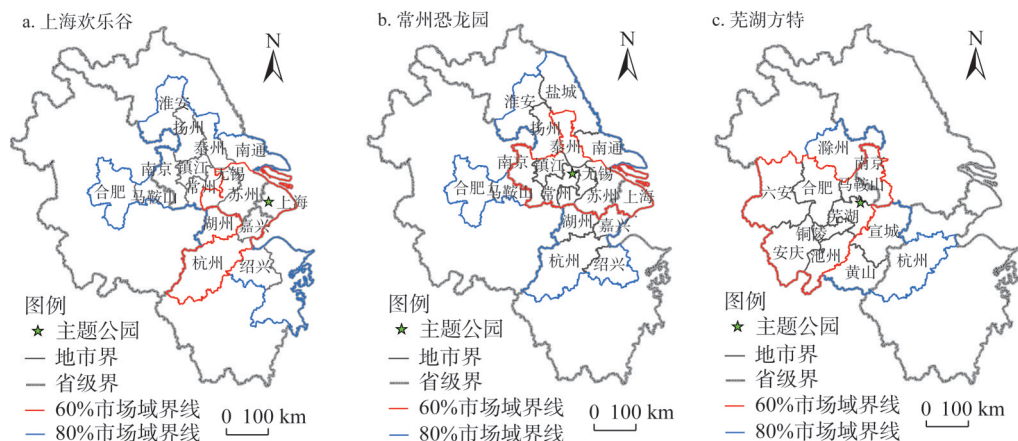 a. 上海欢乐谷
N
淮安
扬州
泰州
南通
南京
镇江
合肥
马鞍山
常州
无锡
苏州
上海
湖州
嘉兴
杭州
绍兴
图例
主题公园
地市界
省级界
60%市场域界线
80%市场域界线
0 100 km
b. 常州恐龙园
N
盐城
淮安
扬州
泰州
南通
南京
镇江
无锡
合肥
马鞍山
常州
苏州
上海
湖州
嘉兴
杭州
绍兴
图例
主题公园
地市界
省级界
60%市场域界线
80%市场域界线
0 100 km
c. 芜湖方特
N
滁州
南京
六安
合肥
马鞍山
芜湖
铜陵
宣城
安庆
池州
黄山
杭州
图例
主题公园
地市界
省级界
60%市场域界线
80%市场域界线
0 100 km